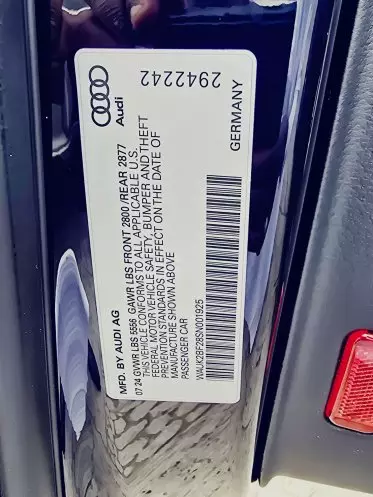 Audi
2942242
GERMANY
MFD. BY AUDI AG
07 24 GVWR LBS 5556 GAWR LBS FRONT 2800 /REAR 2877
THIS VEHICLE CONFORMS TO ALL APPLICABLE U.S.
FEDERAL MOTOR VEHICLE SAFETY, BUMPER AND THEFT
PREVENTION STANDARDS IN EFFECT ON THE DATE OF
MANUFACTURE SHOWN ABOVE
PASSENGER CAR
WAUK2BF28SN001925